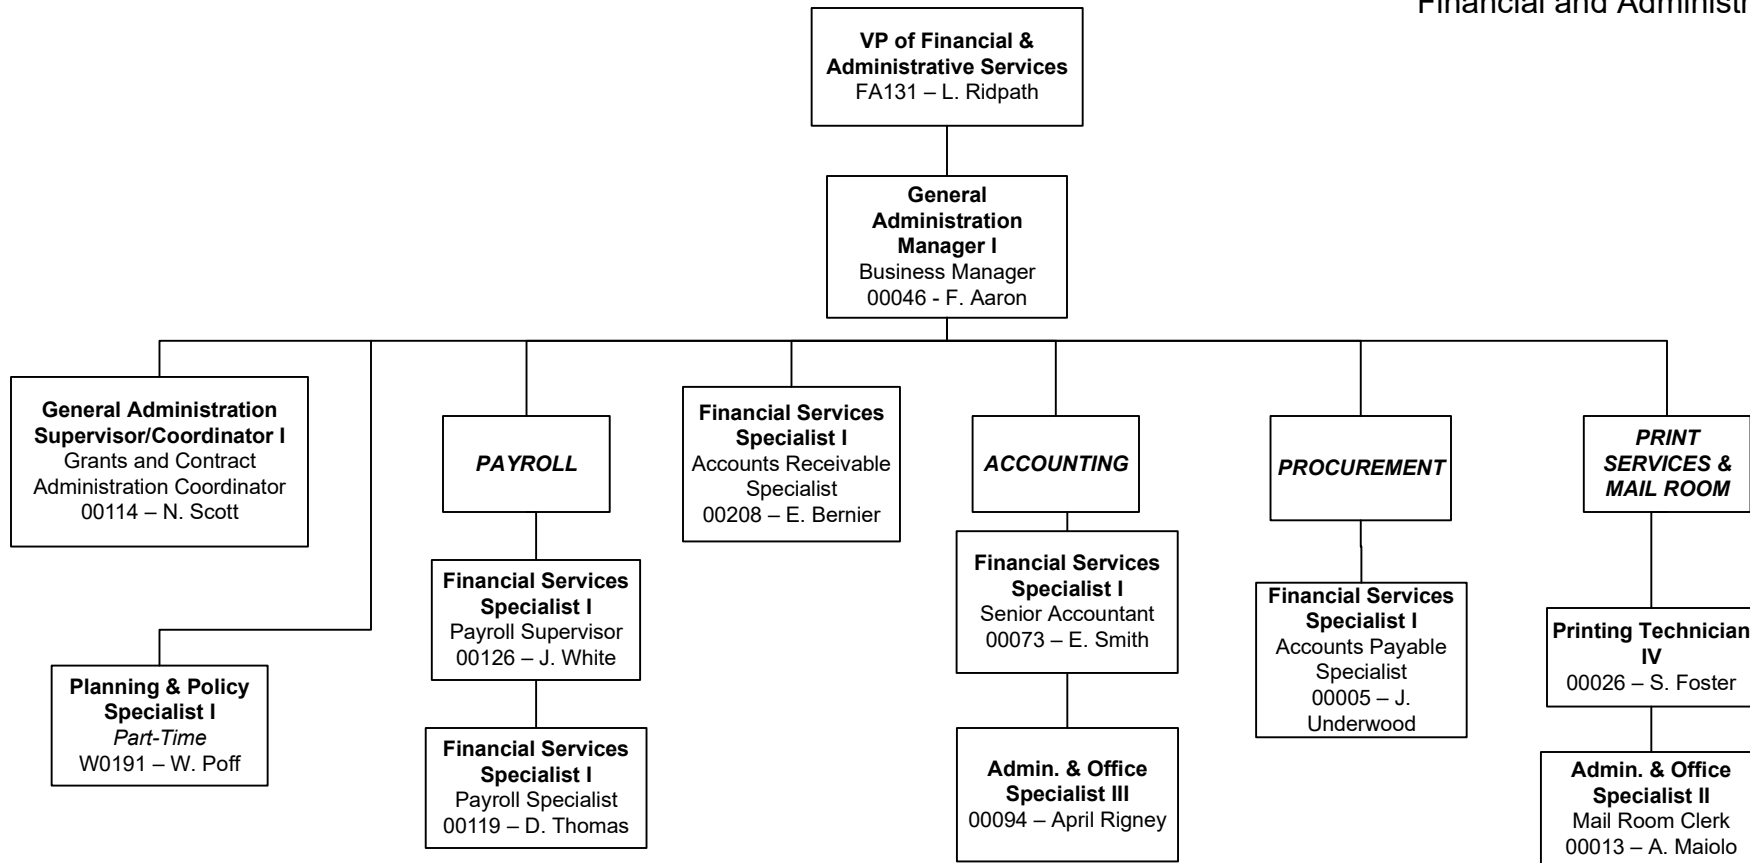 Financial and Administr
VP of Financial &
Administrative Services
FA131 – L. Ridpath
General
Administration
Manager I
Business Manager
00046 - F. Aaron
General Administration
Supervisor/Coordinator I
Grants and Contract
Administration Coordinator
00114 – N. Scott
Planning & Policy
Specialist I
Part-Time
W0191 – W. Poff
PAYROLL
Financial Services
Specialist I
Payroll Supervisor
00126 – J. White
Financial Services
Specialist I
Payroll Specialist
00119 – D. Thomas
Financial Services
Specialist I
Accounts Receivable
Specialist
00208 – E. Bernier
ACCOUNTING
Financial Services
Specialist I
Senior Accountant
00073 – E. Smith
Admin. & Office
Specialist III
00094 – April Rigney
PROCUREMENT
Financial Services
Specialist I
Accounts Payable
Specialist
00005 – J.
Underwood
PRINT
SERVICES &
MAIL ROOM
Printing Technician
IV
00026 – S. Foster
Admin. & Office
Specialist II
Mail Room Clerk
00013 – A. Maiolo